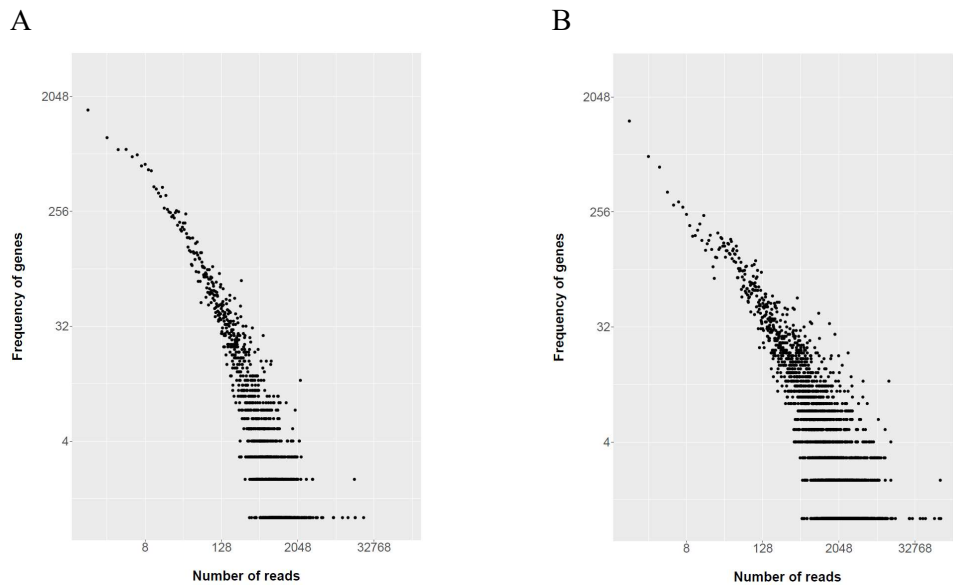 A
B
2048
256
32
4
8
128
2048
32768
Number of reads
Frequency of genes
2048
256
32
4
8
128
2048
32768
Number of reads
Frequency of genes